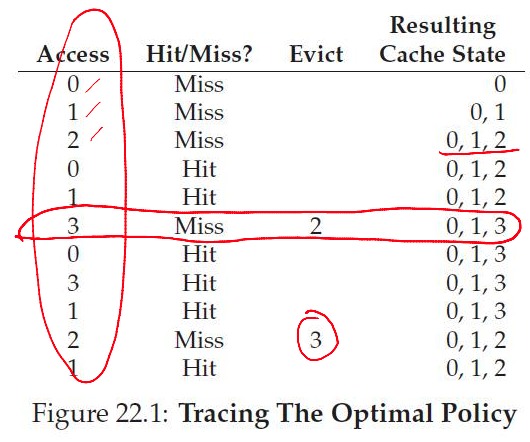 Resulting
Access Hit/Miss? Evict Cache State
0 Miss 0
1 Miss 0, 1
2 Miss 0, 1, 2
0 Hit 0, 1, 2
1 Hit 0, 1, 2
3 Miss 2 0, 1, 3
0 Hit 0, 1, 3
3 Hit 0, 1, 3
1 Hit 0, 1, 3
2 Miss 3 0, 1, 2
1 Hit 0, 1, 2
Figure 22.1: Tracing The Optimal Policy